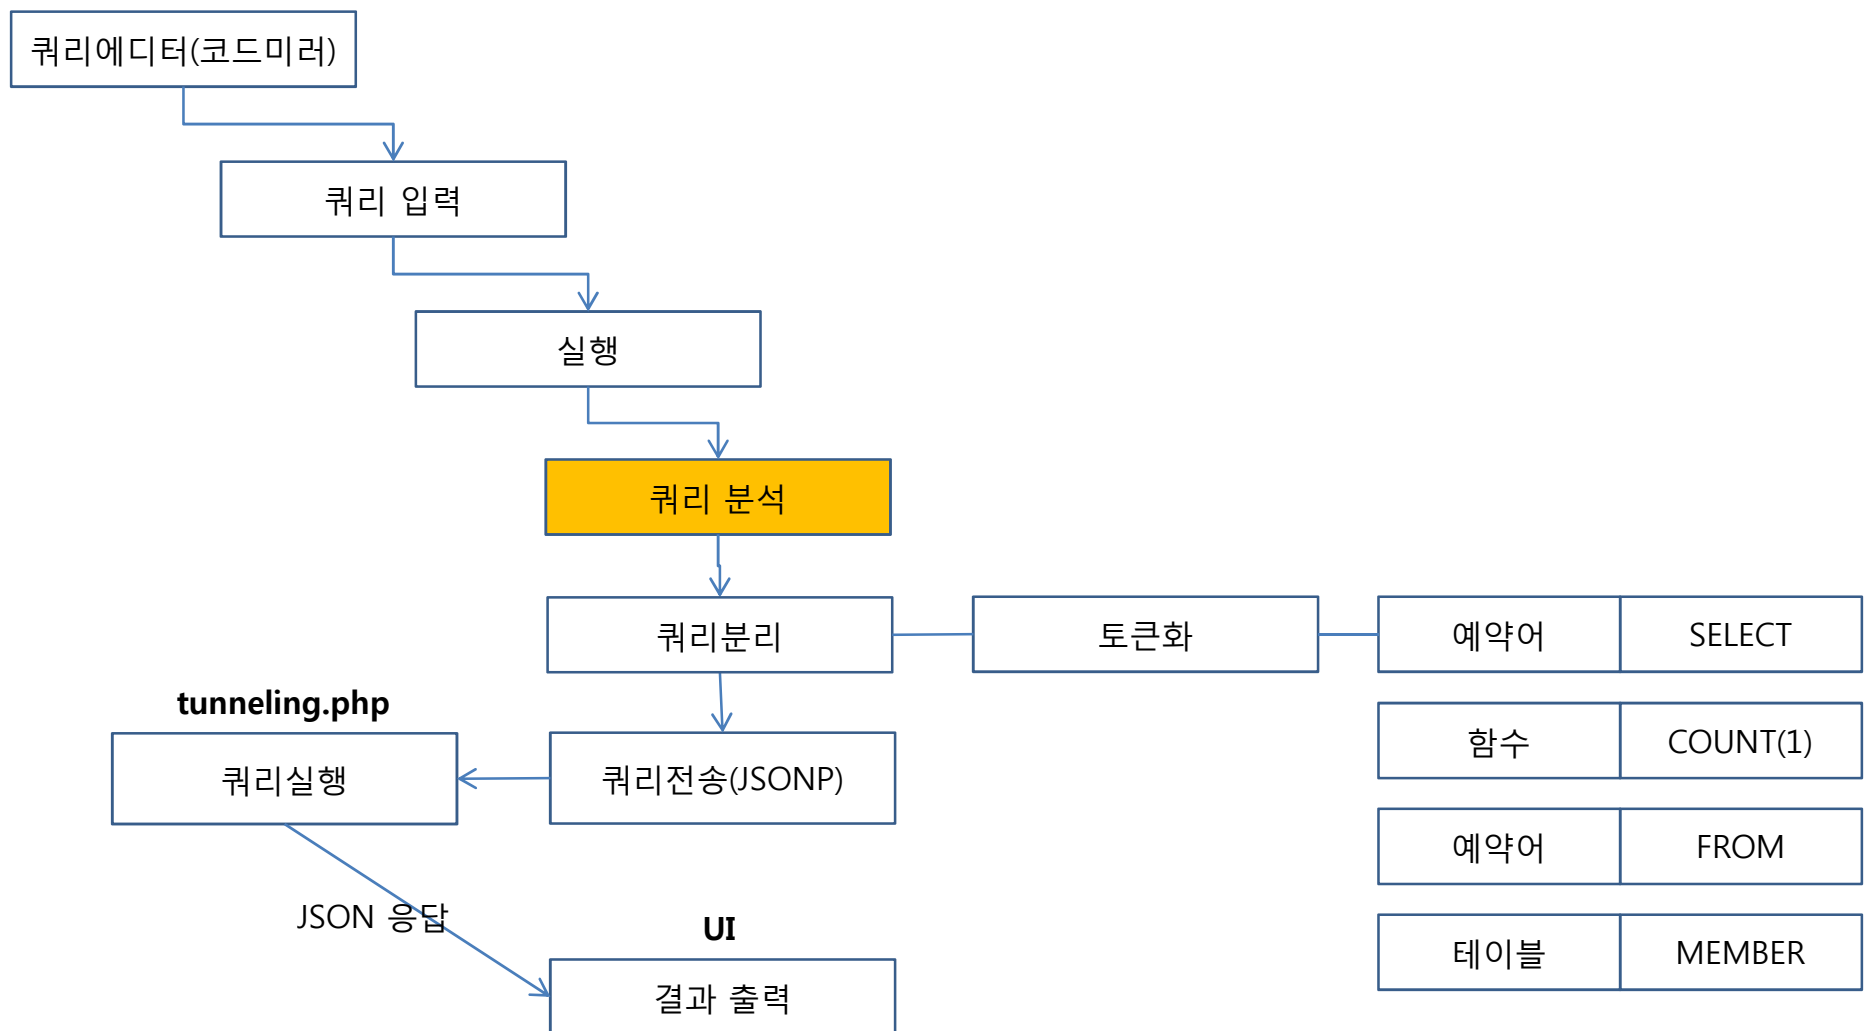 쿼리에디터(코드미러)
쿼리 입력
실행
쿼리 분석
쿼리분리
토큰화
예약어
SELECT
tunneling.php
쿼리실행
쿼리전송(JSONP)
함수
COUNT(1)
예약어
FROM
JSON 응답
UI
결과 출력
테이블
MEMBER